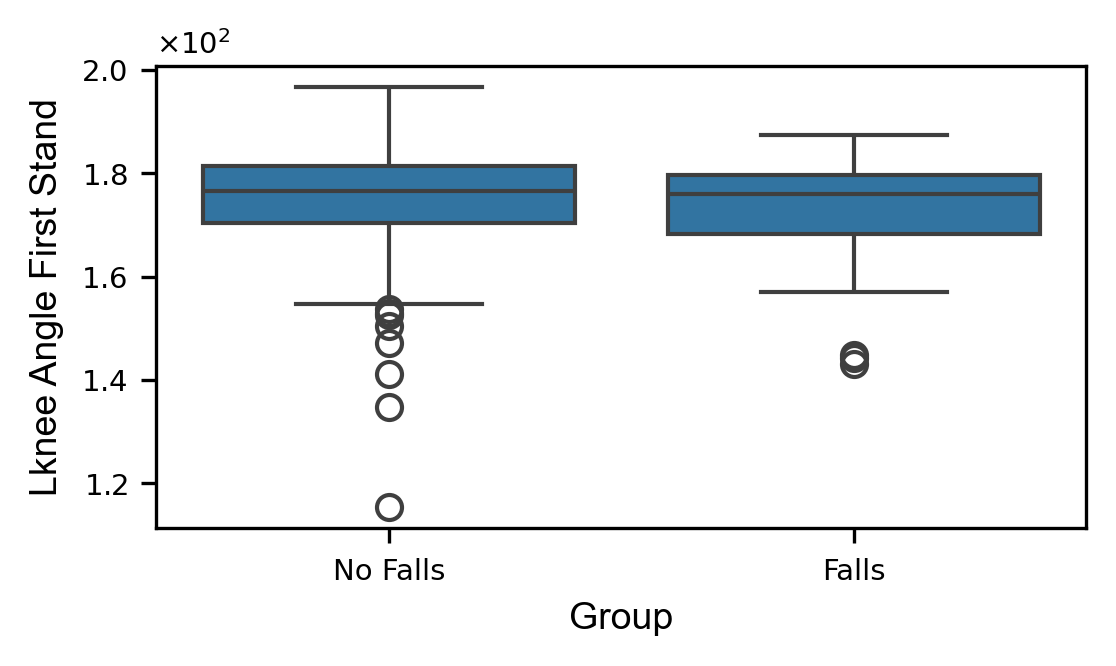 ×10²
2.0
1.8
1.6
1.4
1.2
Lknee Angle First Stand
No Falls
Falls
Group